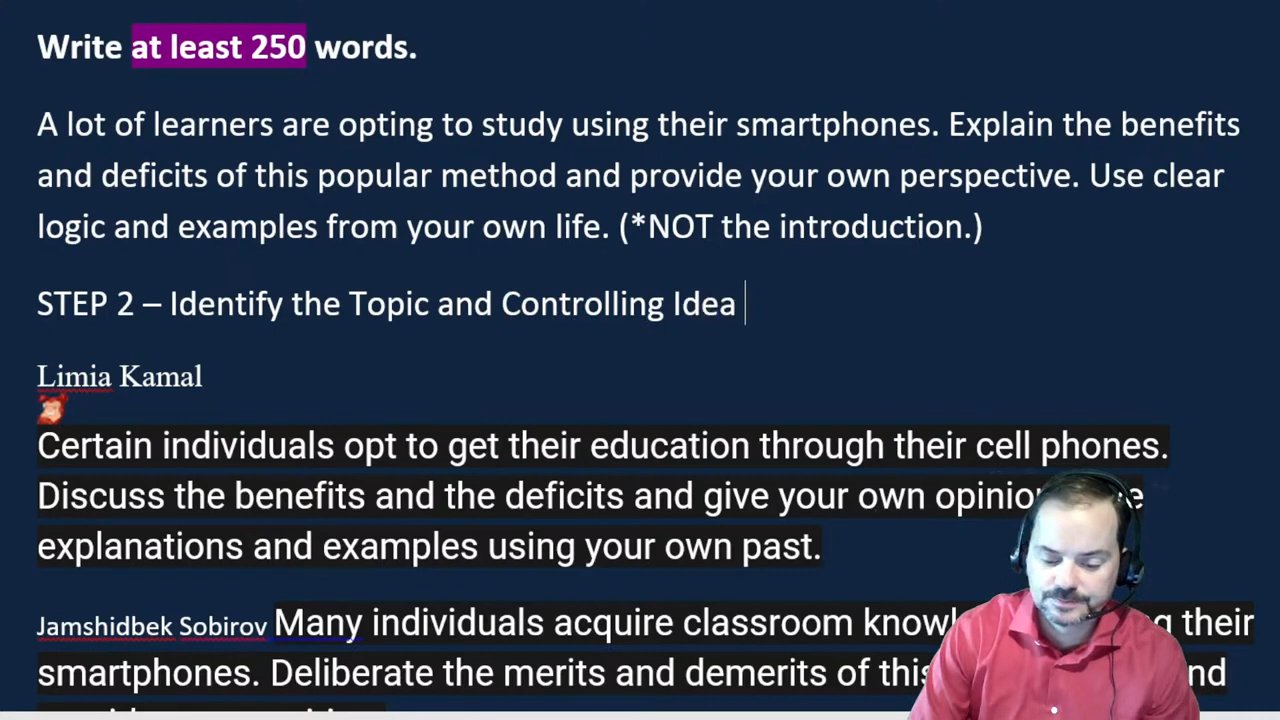 Write at least 250 words.
A lot of learners are opting to study using their smartphones. Explain the benefits
and deficits of this popular method and provide your own perspective. Use clear
logic and examples from your own life. (*NOT the introduction.)
STEP 2 – Identify the Topic and Controlling Idea
Limia Kamal
Certain individuals opt to get their education through their cell phones.
Discuss the benefits and the deficits and give your own
explanations and examples using your own past.
Jamshidbek Sobirov Many individuals acquire classroom their
smartphones. Deliberate the merits and demerits of